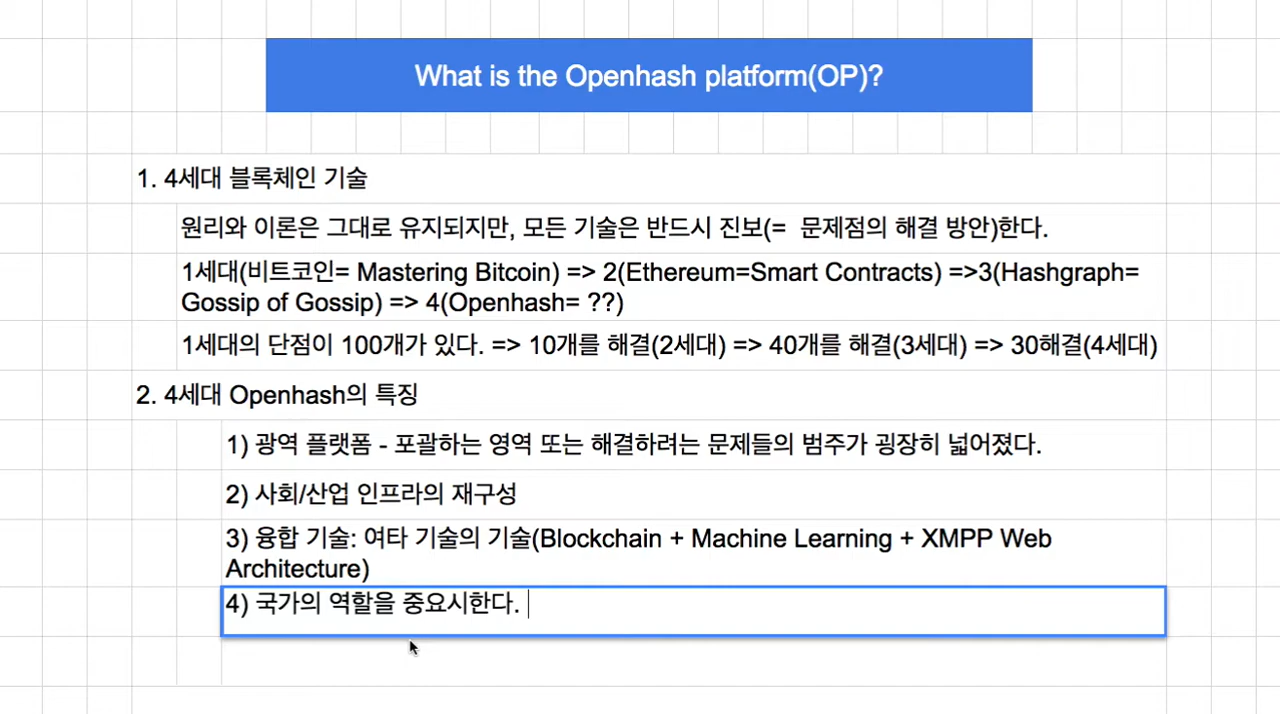 What is the Openhash platform(OP)?
1. 4세대 블록체인 기술
원리와 이론은 그대로 유지되지만, 모든 기술은 반드시 진보(= 문제점의 해결 방안)한다.
1세대(비트코인= Mastering Bitcoin) => 2(Ethereum=Smart Contracts) =>3(Hashgraph=
Gossip of Gossip) => 4(Openhash= ??)
1세대의 단점이 100개가 있다. => 10개를 해결(2세대) => 40개를 해결(3세대) => 30해결(4세대)
2. 4세대 Openhash의 특징
1) 광역 플랫폼 - 포괄하는 영역 또는 해결하려는 문제들의 범주가 굉장히 넓어졌다.
2) 사회/산업 인프라의 재구성
3) 융합 기술: 여타 기술의 기술(Blockchain + Machine Learning + XMPP Web
Architecture)
4) 국가의 역할을 중요시한다.